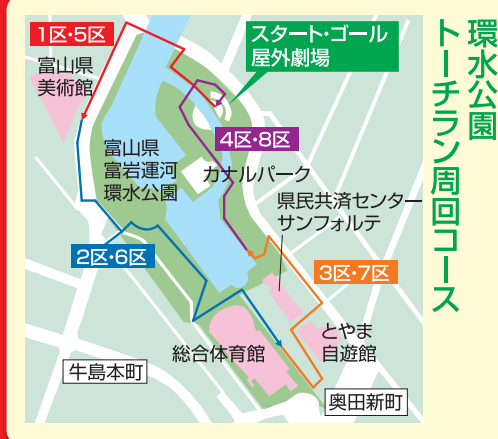 環水公園
トーチラン周回コース
スタート・ゴール
屋外劇場
1区・5区
富山県
美術館
4区・8区
富山県
富岩運河
環水公園
カナルパーク
県民共済センター
サンフォルテ
2区・6区
3区・7区
とやま
自遊館
総合体育館
牛島本町
奥田新町